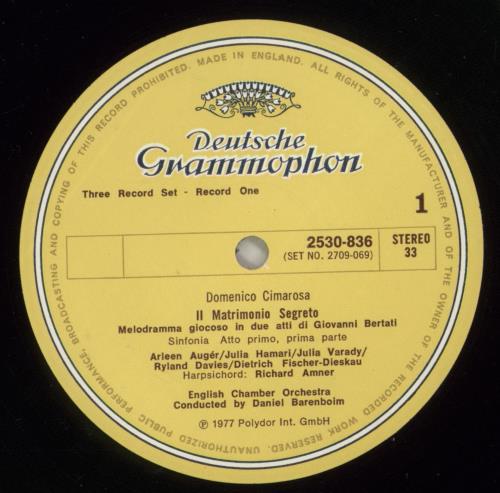 MADE IN ENGLAND. ALL RIGHTS OF THE MANUFACTURER AND OF THE OWNER OF THE RECORDED WORK RESERVED. UNAUTHORIZED PUBLIC PERFORMANCE, BROADCASTING AND COPYING OF THIS RECORD PROHIBITED.
Deutsche
Grammophon
Three Record Set - Record One
1
2530-836
(SET NO. 2709-069)
STEREO
33
Domenico Cimarosa
Il Matrimonio Segreto
Melodramma giocoso in due atti di Giovanni Bertati
Sinfonia Atto primo, prima parte
Arleen Augér/Julia Hamari/Julia Varady/
Ryland Davies/Dietrich Fischer-Dieskau
Harpsichord: Richard Amner
English Chamber Orchestra
Conducted by Daniel Barenboim
℗ 1977 Polydor Int. GmbH